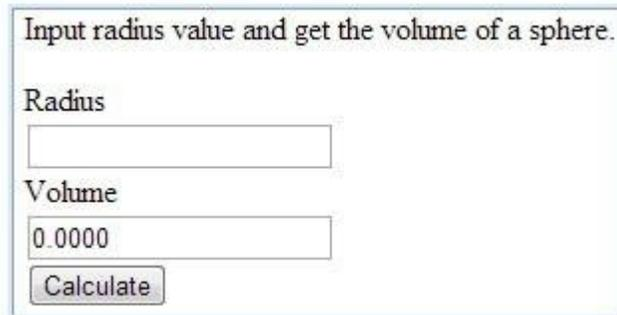 Input radius value and get the volume of a sphere.
Radius
Volume
0.0000
Calculate